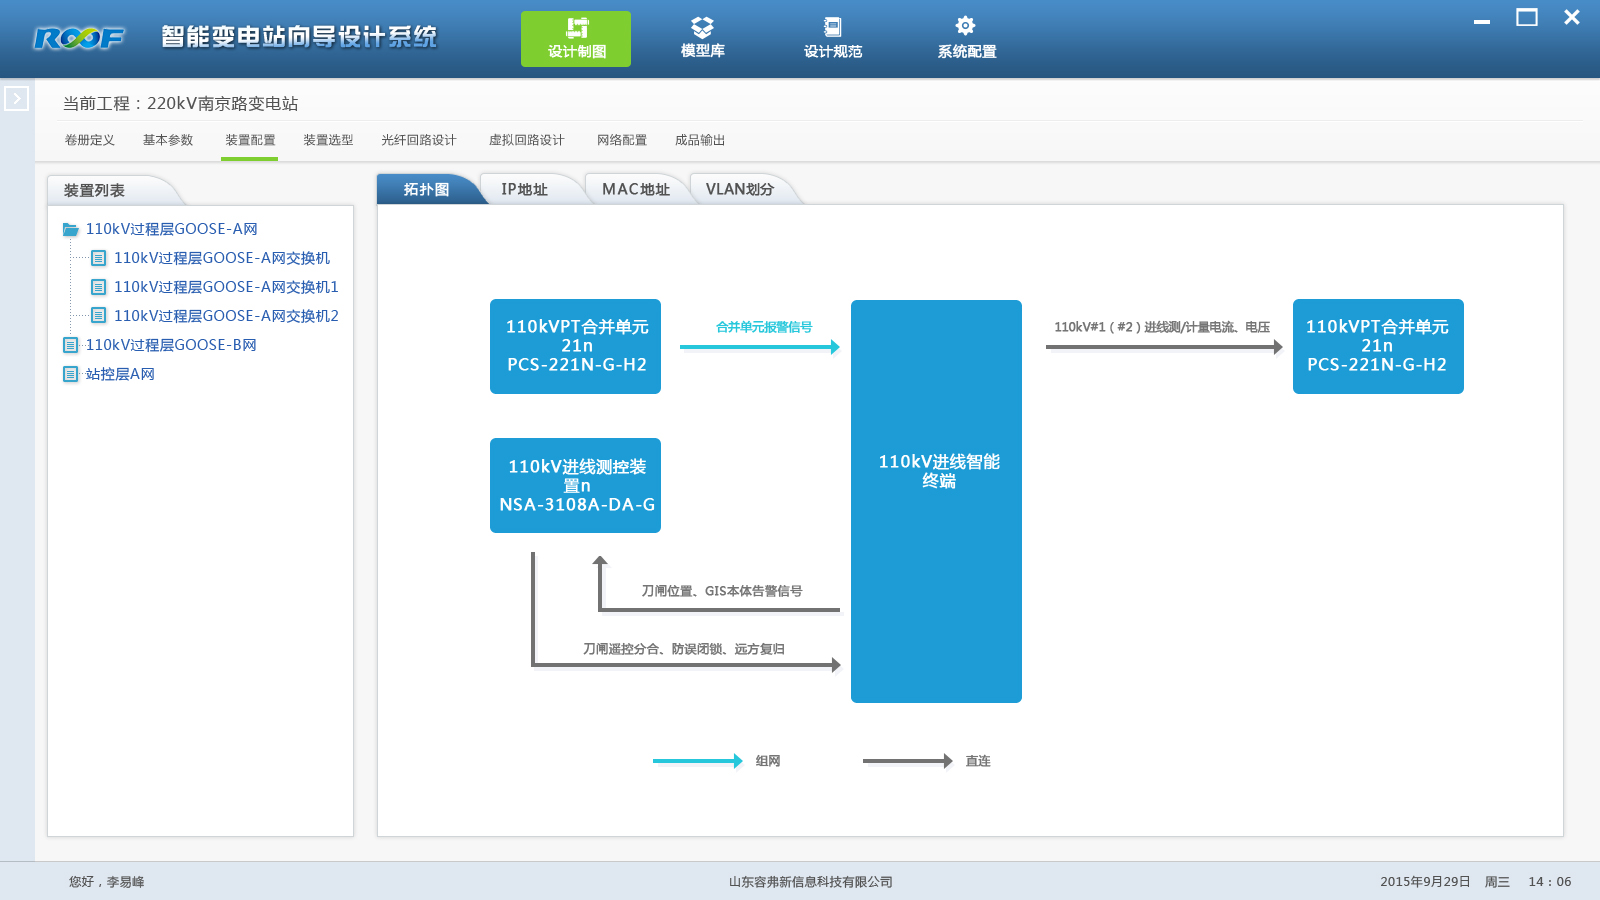 ROOF
智能变电站向导设计系统
设计制图
模型库
设计规范
系统配置
当前工程：220kV南京路变电站
卷册定义
基本参数
装置配置
装置选型
光纤回路设计
虚拟回路设计
网络配置
成品输出
装置列表
110kV过程层GOOSE-A网
110kV过程层GOOSE-A网交换机
110kV过程层GOOSE-A网交换机1
110kV过程层GOOSE-A网交换机2
110kV过程层GOOSE-B网
站控层A网
拓扑图
IP地址
MAC地址
VLAN划分
110kVPT合并单元
21n
PCS-221N-G-H2
合并单元报警信号
110kV#1（#2）进线测/计量电流、电压
110kVPT合并单元
21n
PCS-221N-G-H2
110kV进线测控装
置n
NSA-3108A-DA-G
110kV进线智能
终端
刀闸位置、GIS本体告警信号
刀闸遥控分合、防误闭锁、远方复归
组网
直连
您好，李易峰
山东容弗新信息科技有限公司
2015年9月29日
周三
14：06